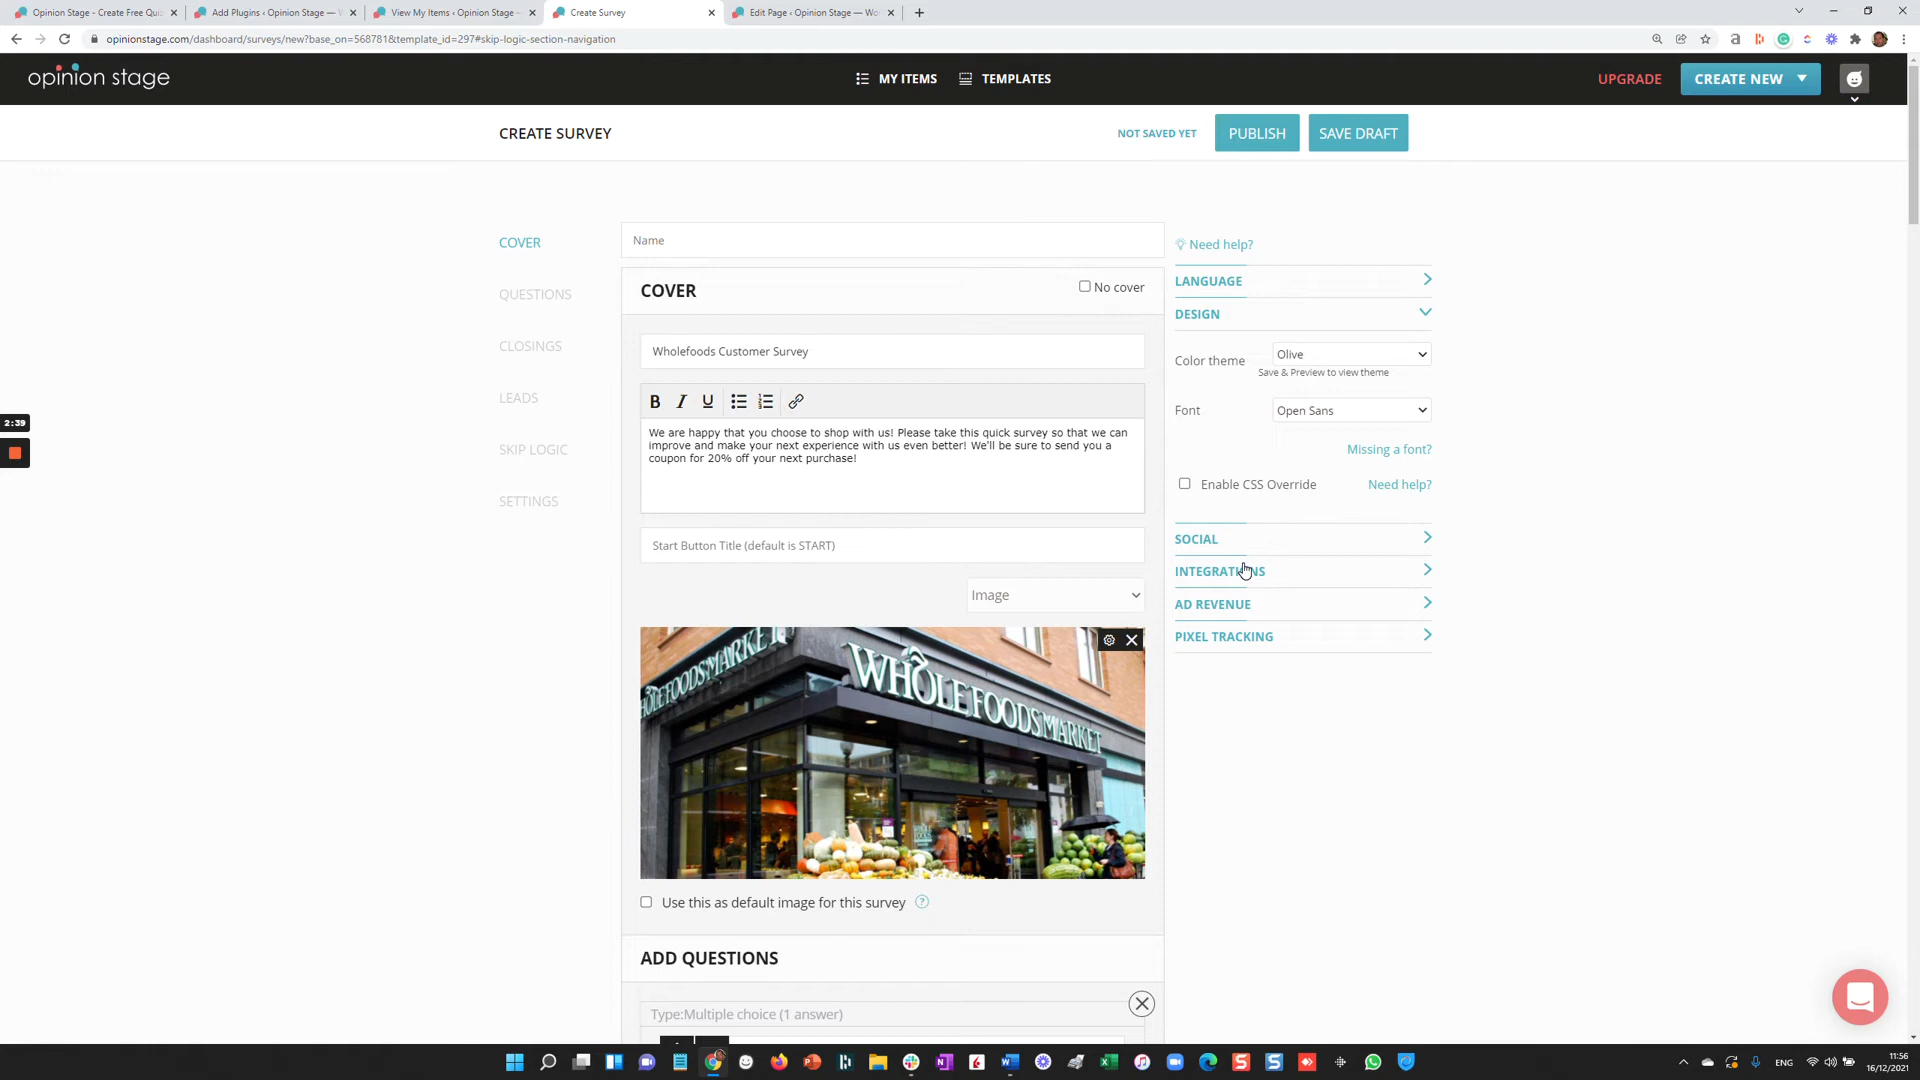 Opinion Stage - Create Free Qui
Add Plugins ‹ Opinion Stage — W
View My Items ‹ Opinion Stage —
Create Survey
Edit Page ‹ Opinion Stage — Wo
opinionstage.com/dashboard/surveys/new?base_on=568781&template_id=297#skip-logic-section-navigation
opinion stage
MY ITEMS
TEMPLATES
UPGRADE
CREATE NEW
CREATE SURVEY
NOT SAVED YET
PUBLISH
SAVE DRAFT
COVER
QUESTIONS
CLOSINGS
LEADS
SKIP LOGIC
SETTINGS
2:39
Name
COVER
No cover
Wholefoods Customer Survey
B I U
We are happy that you choose to shop with us! Please take this quick survey so that we can
improve and make your next experience with us even better! We'll be sure to send you a
coupon for 20% off your next purchase!
Start Button Title (default is START)
Image
WHOLE FOODS MARKET
WHOLE FOODS MARKET
Use this as default image for this survey
?
ADD QUESTIONS
Type:Multiple choice (1 answer)
Need help?
LANGUAGE
DESIGN
Color theme
Olive
Save & Preview to view theme
Font
Open Sans
Missing a font?
Enable CSS Override
Need help?
SOCIAL
INTEGRATIONS
AD REVENUE
PIXEL TRACKING
ENG
11:56
16/12/2021